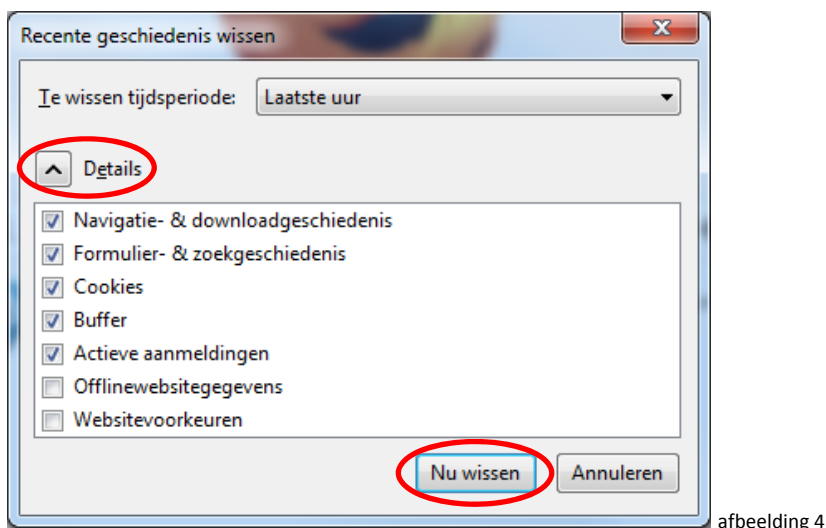 Recente geschiedenis wissen
Te wissen tijdsperiode: Laatste uur
Details
Navigatie- & downloadgeschiedenis
Formulier- & zoekgeschiedenis
Cookies
Buffer
Actieve aanmeldingen
Offlinewebsitegegevens
Websitevoorkeuren
Nu wissen Annuleren
afbeelding 4